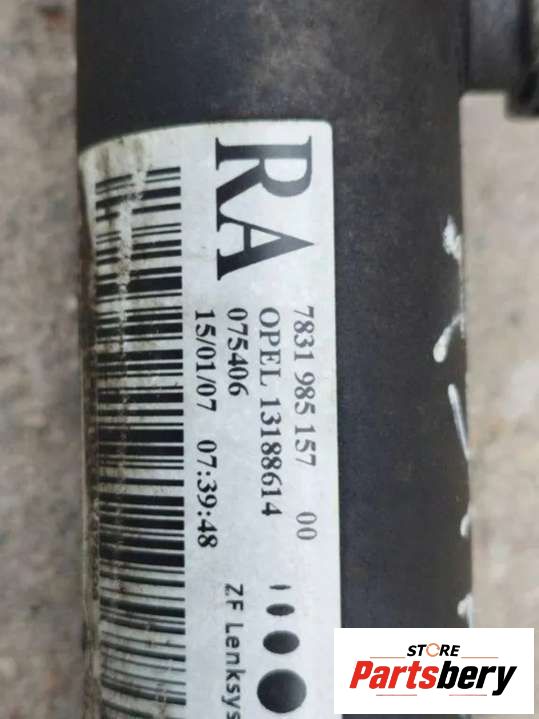 RA
7831 985 157 00
OPEL 13188614
075406
15/01/07 07:39:48
ZF Lenksys
STORE
Partsbery